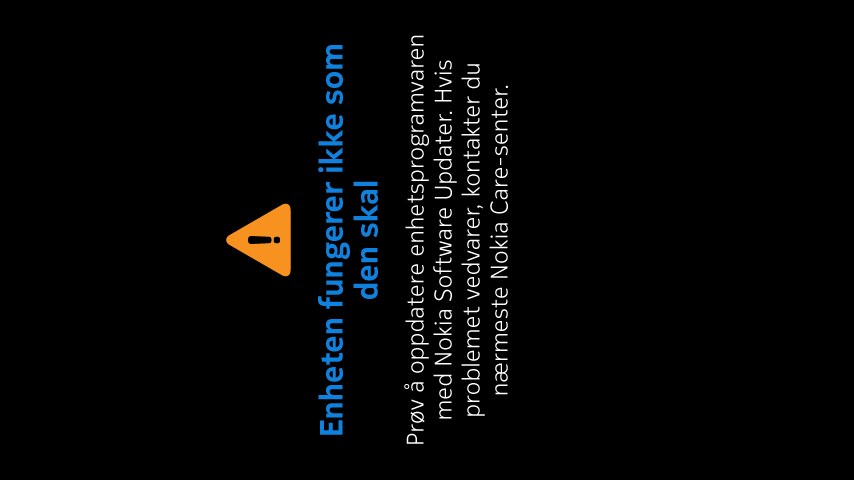 Enheten fungerer ikke som
den skal
Prøv å oppdatere enhetsprogramvaren
med Nokia Software Updater. Hvis
problemet vedvarer, kontakter du
nærmeste Nokia Care-senter.